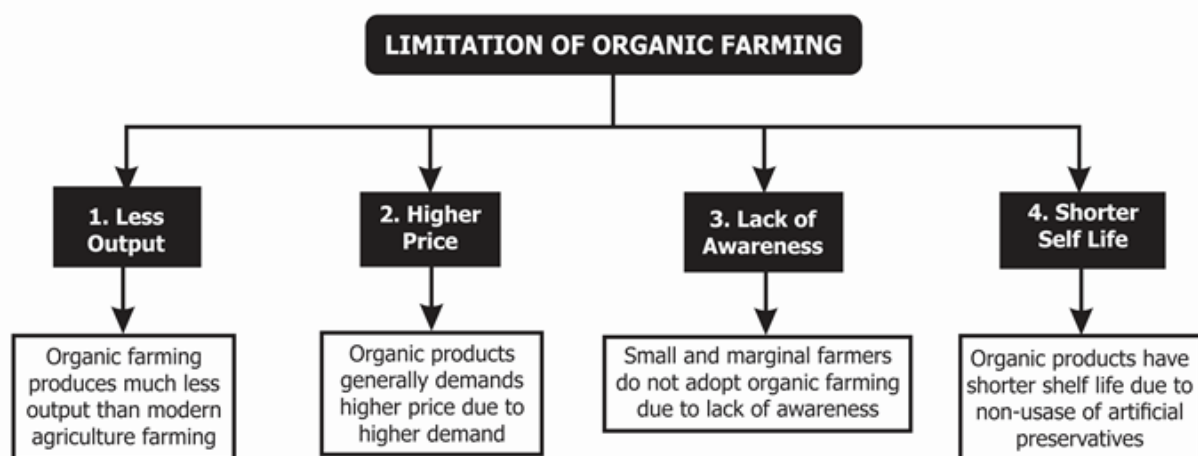 LIMITATION OF ORGANIC FARMING
1. Less
Output
2. Higher
Price
3. Lack of
Awareness
4. Shorter
Self Life
Organic farming
produces much less
output than modern
agriculture farming
Organic products
generally demands
higher price due to
higher demand
Small and marginal farmers
do not adopt organic farming
due to lack of awareness
Organic products have
shorter shelf life due to
non-usase of artificial
preservatives